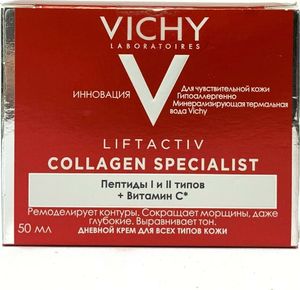 VICHY
LABORATOIRES
ИННОВАЦИЯ
Для чувствительной кожи
Гипоаллергенно
Минерализирующая термальная
вода Vichy
LIFTACTIV
COLLAGEN SPECIALIST
Пептиды I и II типов
+ Витамин C*
Ремоделирует контуры. Сокращает морщины, даже
глубокие. Выравнивает тон.
50 МЛ
ДНЕВНОЙ КРЕМ ДЛЯ ВСЕХ ТИПОВ КОЖИ